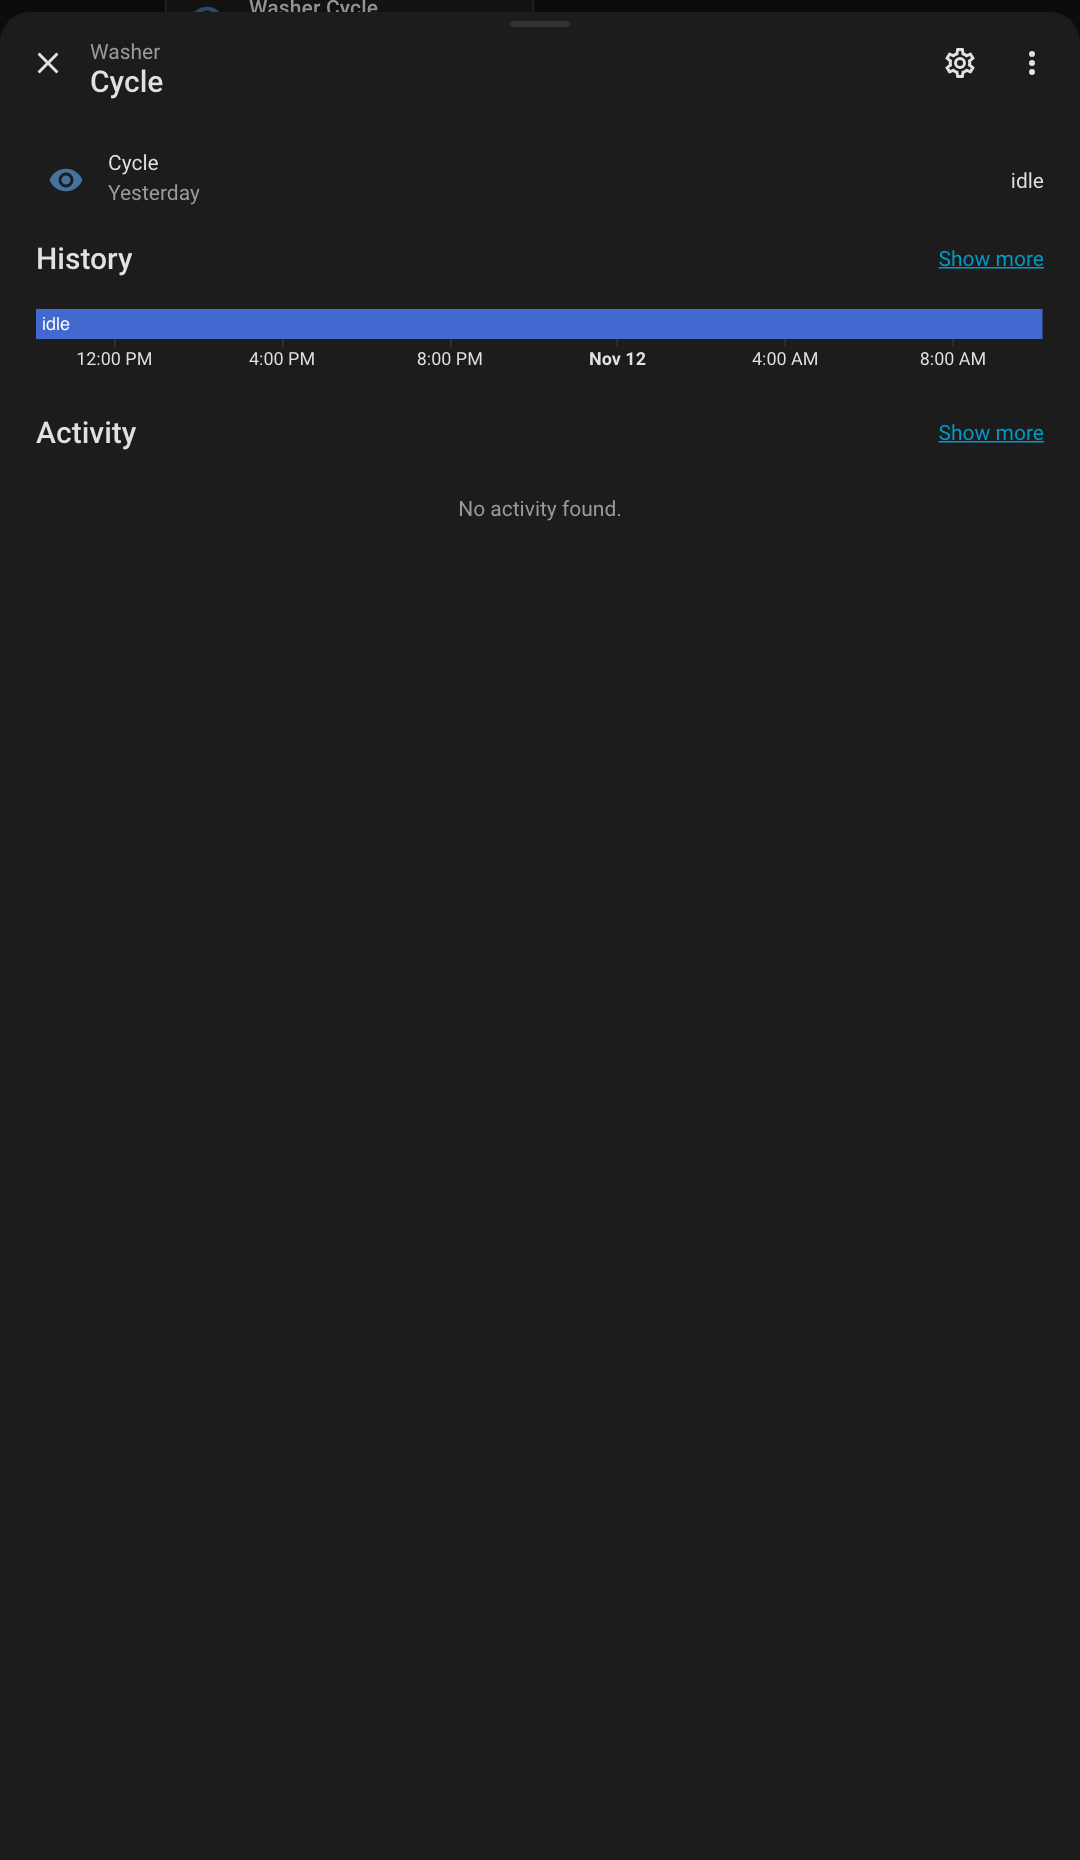 Washer Cycle
Washer
Cycle
Cycle
Yesterday
idle
History
Show more
idle
12:00 PM 4:00 PM 8:00 PM Nov 12 4:00 AM 8:00 AM
Activity
Show more
No activity found.